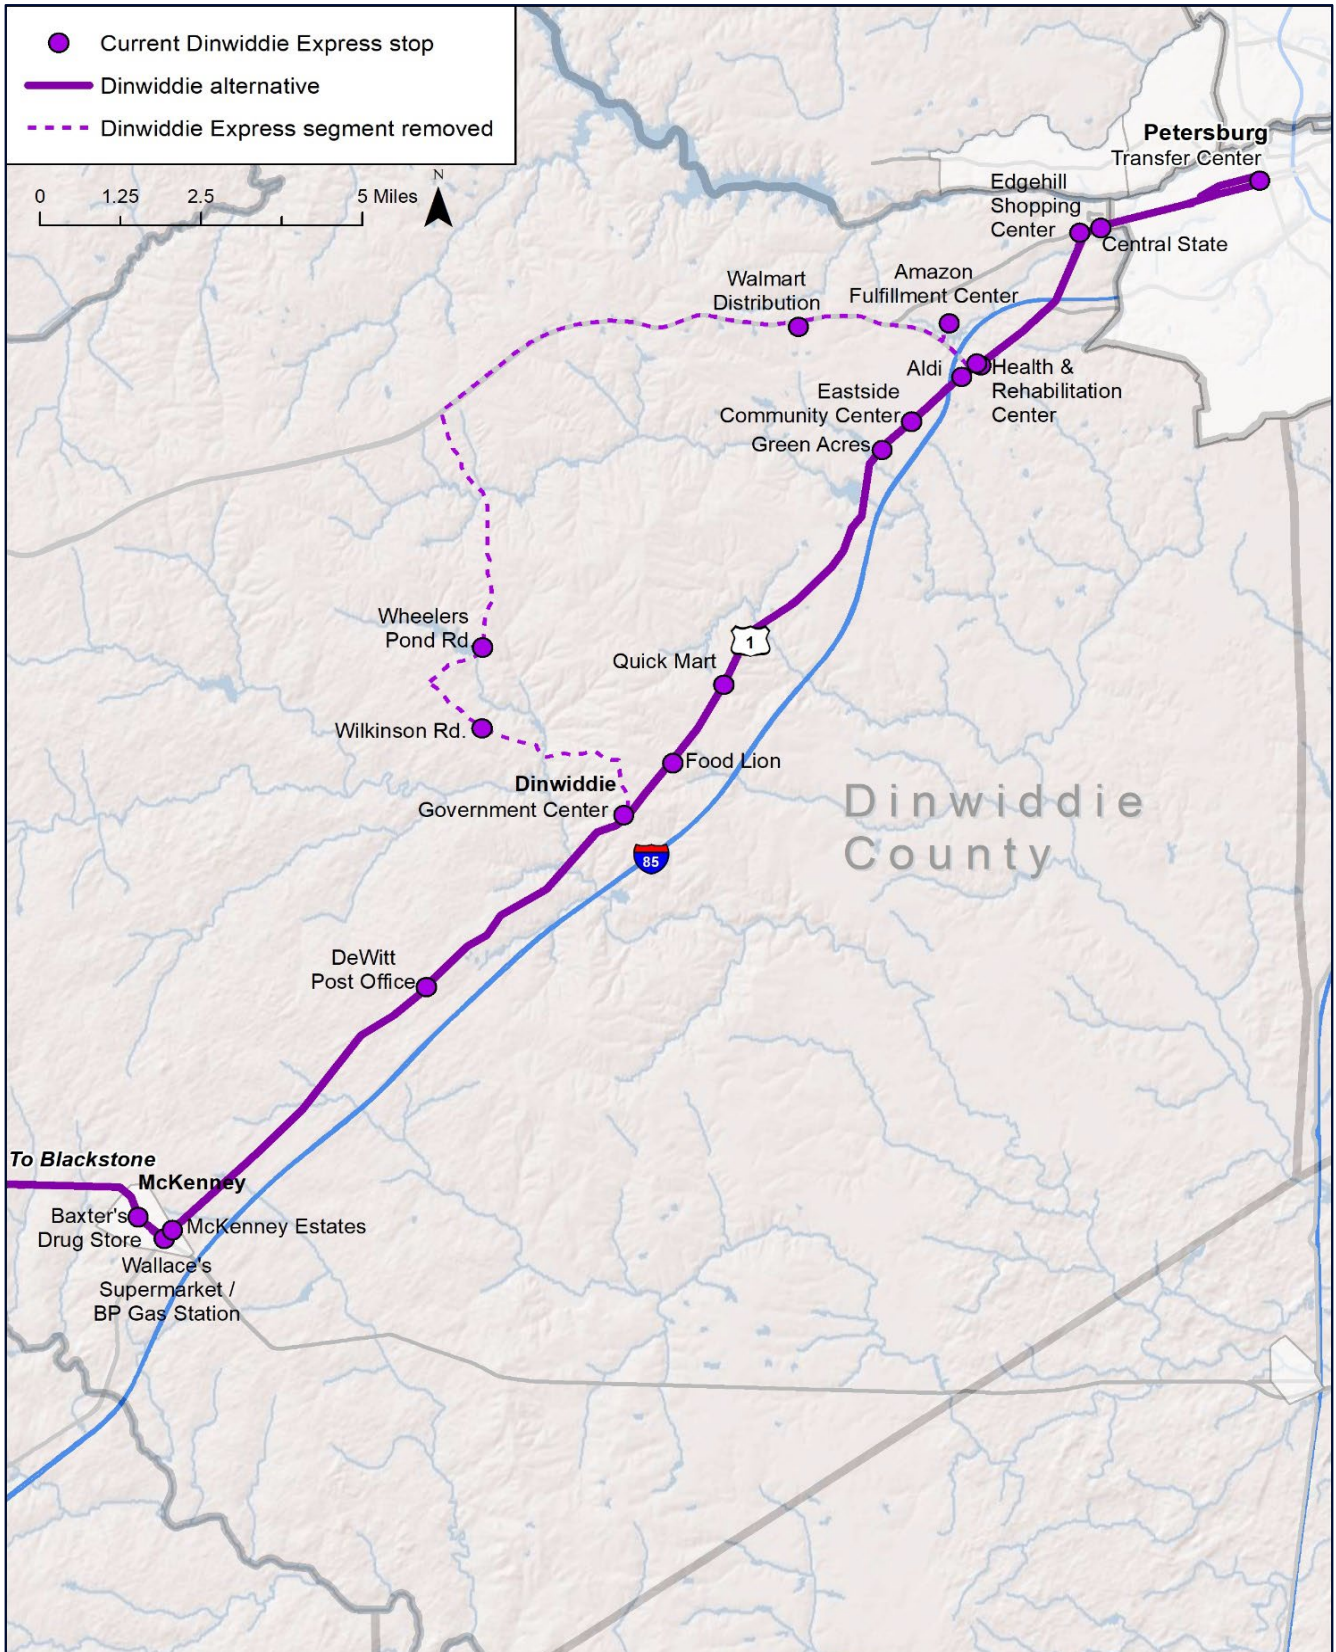 Current Dinwiddie Express stop
Dinwiddie alternative
Dinwiddie Express segment removed
0 1.25 2.5 5 Miles
N
Petersburg
Transfer Center
Edgehill
Shopping
Center
Central State
Walmart
Distribution
Amazon
Fulfillment Center
Aldi
Health &
Rehabilitation
Center
Eastside
Community Center
Green Acres
Wheelers
Pond Rd
1
Quick Mart
Wilkinson Rd.
Food Lion
Dinwiddie
Government Center
Dinwiddie
County
85
DeWitt
Post Office
To Blackstone
McKenney
Baxter's
Drug Store
McKenney Estates
Wallace's
Supermarket /
BP Gas Station